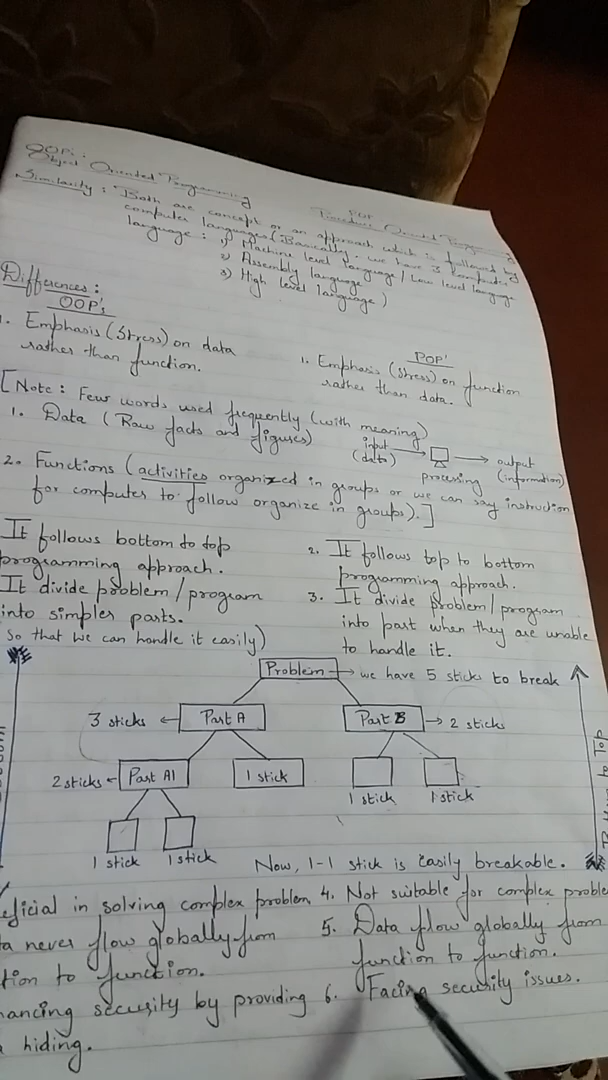 OOP's
Object Oriented Programming
POP
Procedure Oriented Programming
Similarity : Both are concept or an approach which is followed by
computer languages (Basically, we have 3 computer
language : 1) Machine level language / Low level language
2) Assembly language
3) High level language )
Differences :
OOP's
1. Emphasis (Stress) on data
rather than function.
POP'
1. Emphasis (Stress) on function
rather than data.
[Note : Few words used frequently (with meaning)
1. Data (Raw facts and figures)
input
(data)
processing
output
(information)
2. Functions (activities organized in groups or we can say instruction
for computer to follow organize in groups).]
It follows bottom to top
programming approach.
2. It follows top to bottom
programming approach.
It divide problem / program
into simpler parts.
So that we can handle it easily)
3. It divide problem / program
into part when they are unable
to handle it.
Problem → we have 5 sticks to break
3 sticks ← Part A
Part B → 2 sticks
2 sticks ← Part A1
1 stick
1 stick
1 stick
1 stick
1 stick
Now, 1-1 stick is easily breakable.
eficial in solving complex problem
4. Not suitable for complex proble
a never flow globally from
tion to function.
5. Data flow globally from
function to function.
hancing security by providing
hiding.
6. Facing security issues.